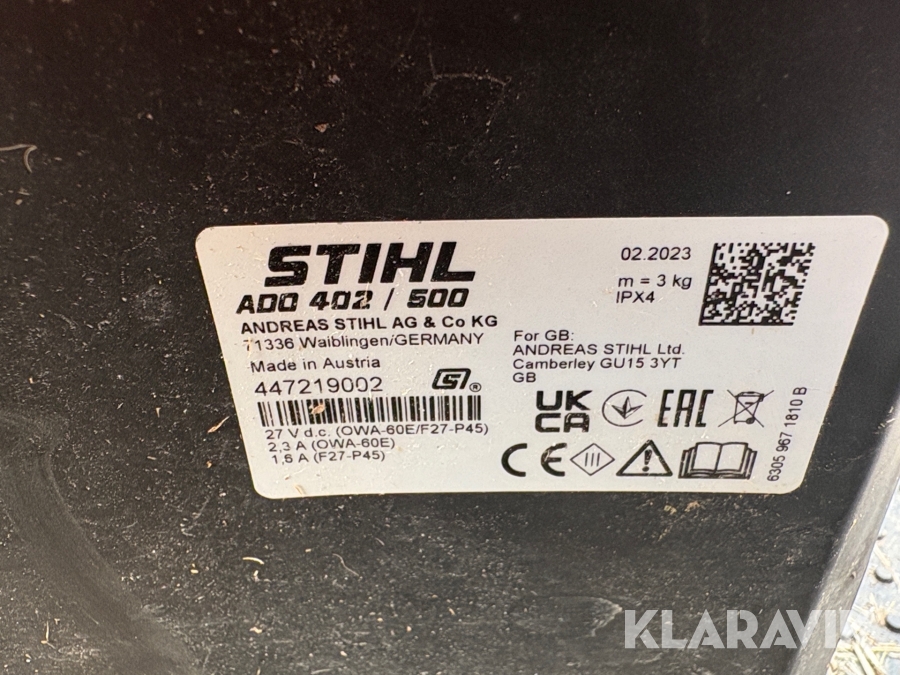 STIHL
ADO 402 / 500
ANDREAS STIHL AG & Co KG
71336 Waiblingen/GERMANY
Made in Austria
447219002
27 V d.c. (OWA-60E/F27-P45)
2,3 A (OWA-60E)
1,6 A (F27-P45)
02.2023
m = 3 kg
IPX4
For GB:
ANDREAS STIHL Ltd.
Camberley GU15 3YT
GB
UK
CA
EAC
CE
6305 967 1810 B
KLARAVIK